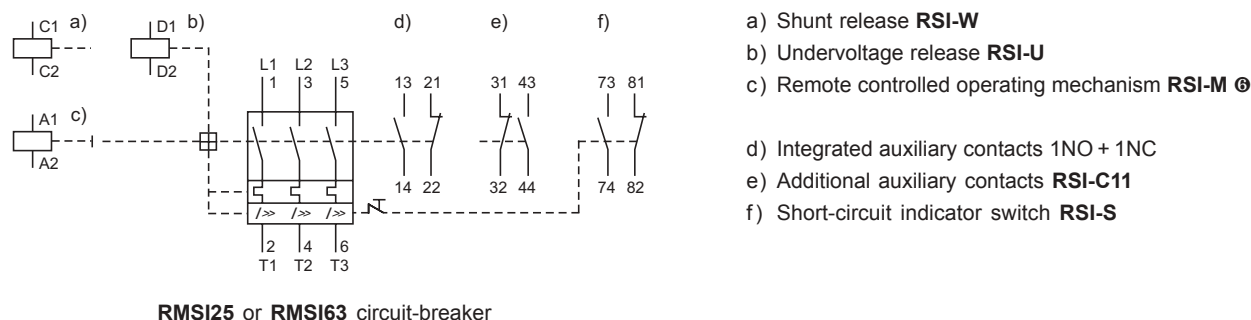 C1 a) D1 b) d) e) f)
C2 D2
L1 L2 L3
1 3 5
13 21 31 43 73 81
A1 c)
A2
14 22 32 44 74 82
/≫ /≫ /≫
2 4 6
T1 T2 T3
RMSI25 or RMSI63 circuit-breaker
a) Shunt release RSI-W
b) Undervoltage release RSI-U
c) Remote controlled operating mechanism RSI-M ❻
d) Integrated auxiliary contacts 1NO + 1NC
e) Additional auxiliary contacts RSI-C11
f) Short-circuit indicator switch RSI-S